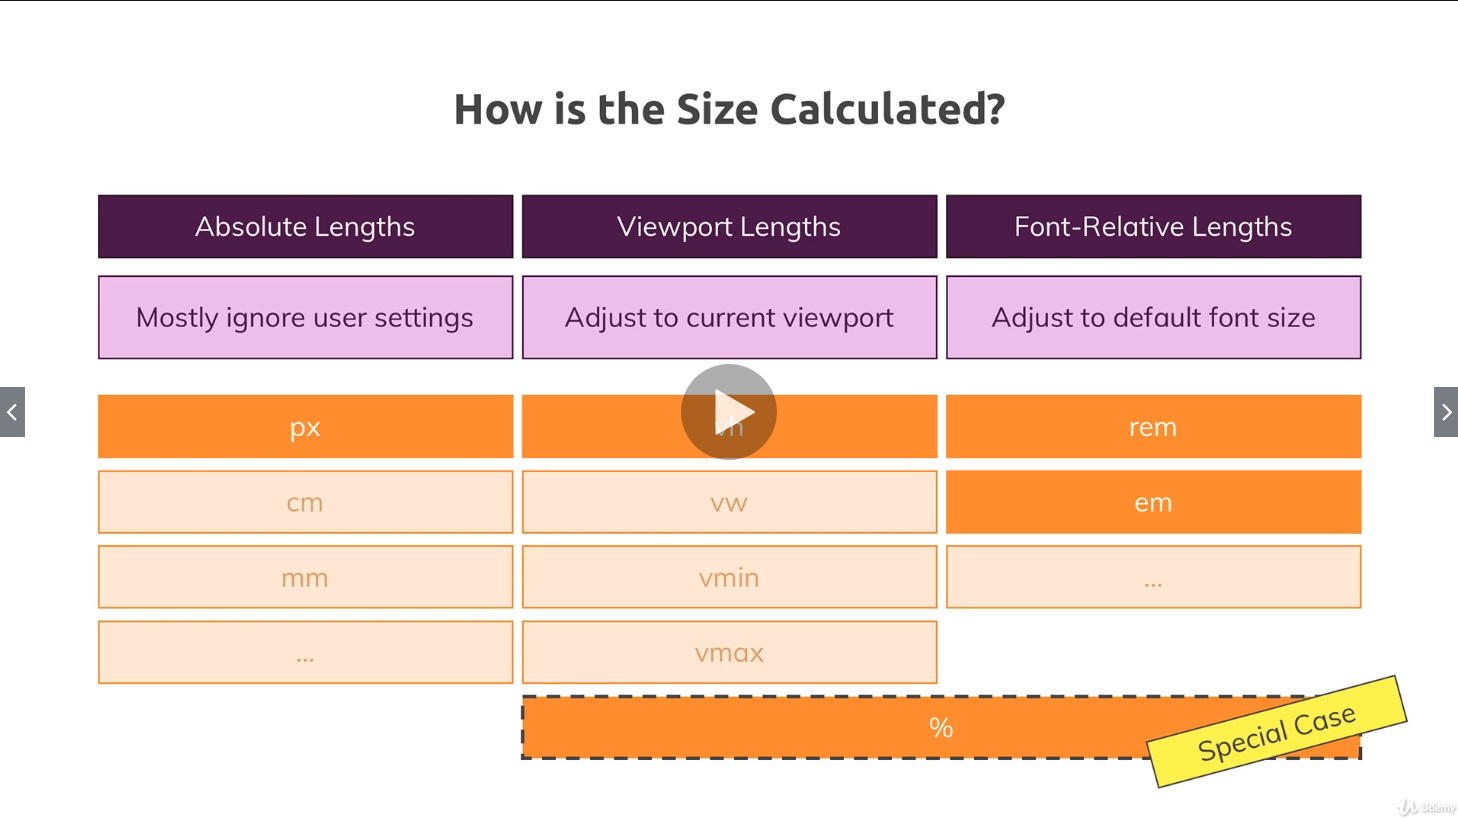 How is the Size Calculated?
Absolute Lengths
Viewport Lengths
Font-Relative Lengths
Mostly ignore user settings
Adjust to current viewport
Adjust to default font size
px
vh
rem
cm
vw
em
mm
vmin
...
...
vmax
%
Special Case
Udemy